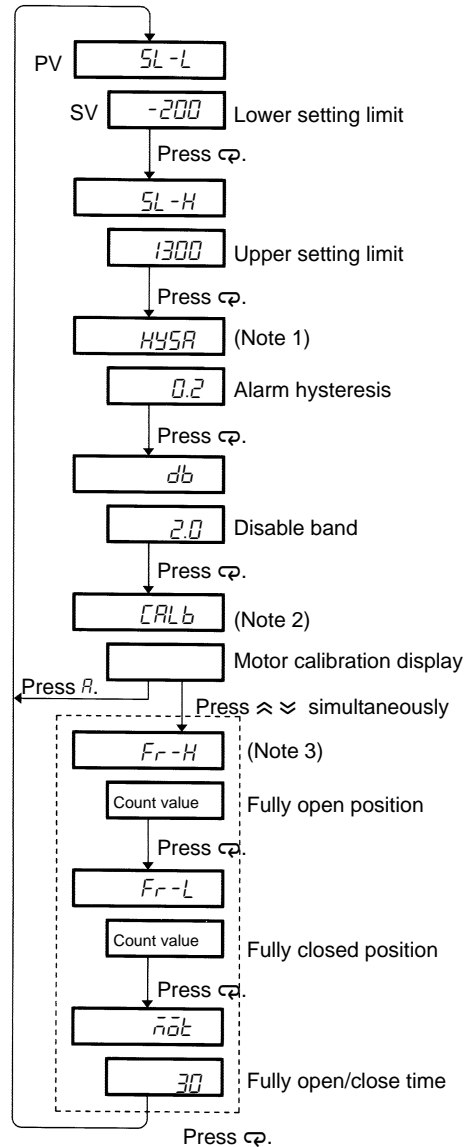 PV SL-L
SV -200 Lower setting limit
Press ⮌.
SL-H
1300 Upper setting limit
Press ⮌.
HYSA (Note 1)
0.2 Alarm hysteresis
Press ⮌.
db
2.0 Disable band
Press ⮌.
CALb (Note 2)
Motor calibration display
Press A.
Press ︽ ︾ simultaneously
Fr-H (Note 3)
Count value Fully open position
Press ⮌.
Fr-L
Count value Fully closed position
Press ⮌.
mot
30 Fully open/close time
Press ⮌.